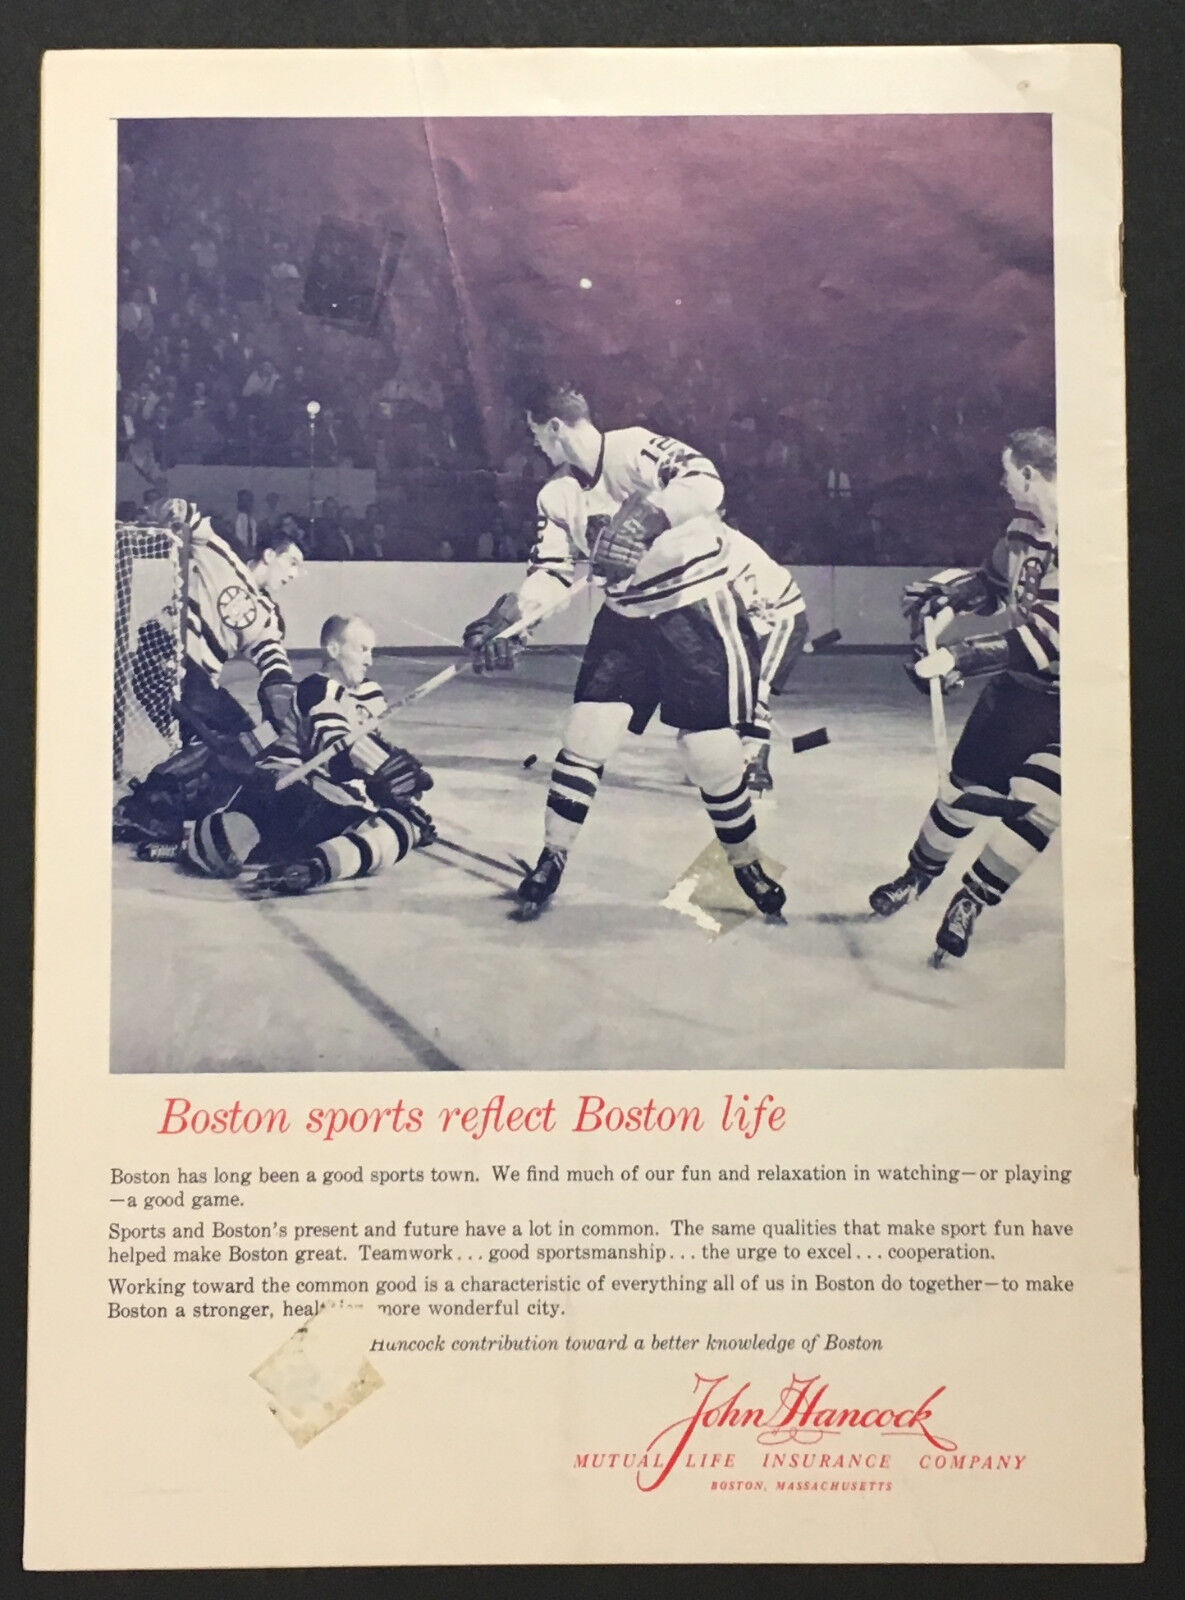 12
Boston sports reflect Boston life
Boston has long been a good sports town. We find much of our fun and relaxation in watching—or playing
—a good game.
Sports and Boston's present and future have a lot in common. The same qualities that make sport fun have
helped make Boston great. Teamwork... good sportsmanship... the urge to excel... cooperation.
Working toward the common good is a characteristic of everything all of us in Boston do together—to make
Boston a stronger, more wonderful city.
Hancock contribution toward a better knowledge of Boston
John Hancock
MUTUAL LIFE INSURANCE COMPANY
BOSTON, MASSACHUSETTS